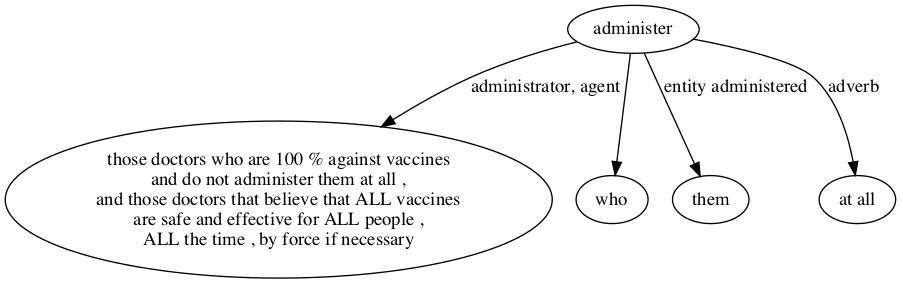 administer
administrator, agent
entity administered
adverb
those doctors who are 100 % against vaccines
and do not administer them at all ,
and those doctors that believe that ALL vaccines
are safe and effective for ALL people ,
ALL the time , by force if necessary
who
them
at all